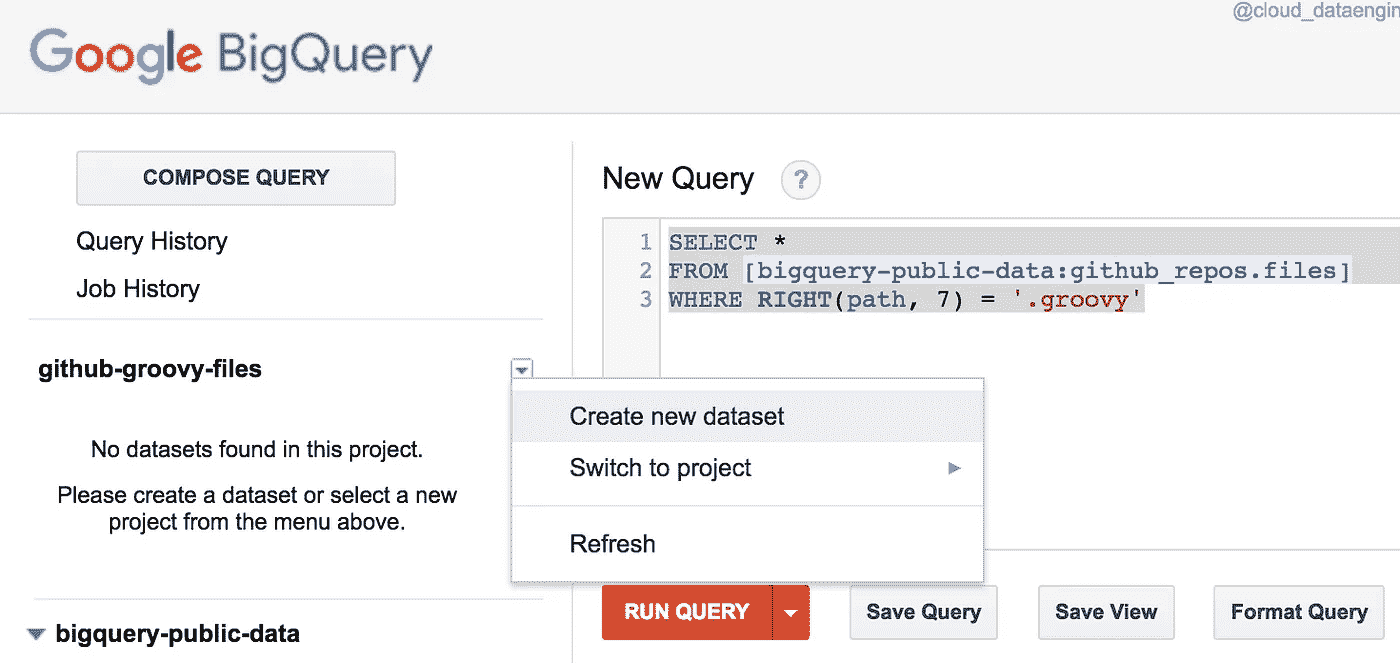 @cloud_dataengin
Google BigQuery
COMPOSE QUERY
Query History
Job History
github-groovy-files
No datasets found in this project.
Please create a dataset or select a new
project from the menu above.
bigquery-public-data
New Query ?
1 SELECT *
2 FROM [bigquery-public-data:github_repos.files]
3 WHERE RIGHT(path, 7) = '.groovy'
Create new dataset
Switch to project
Refresh
RUN QUERY
Save Query
Save View
Format Query